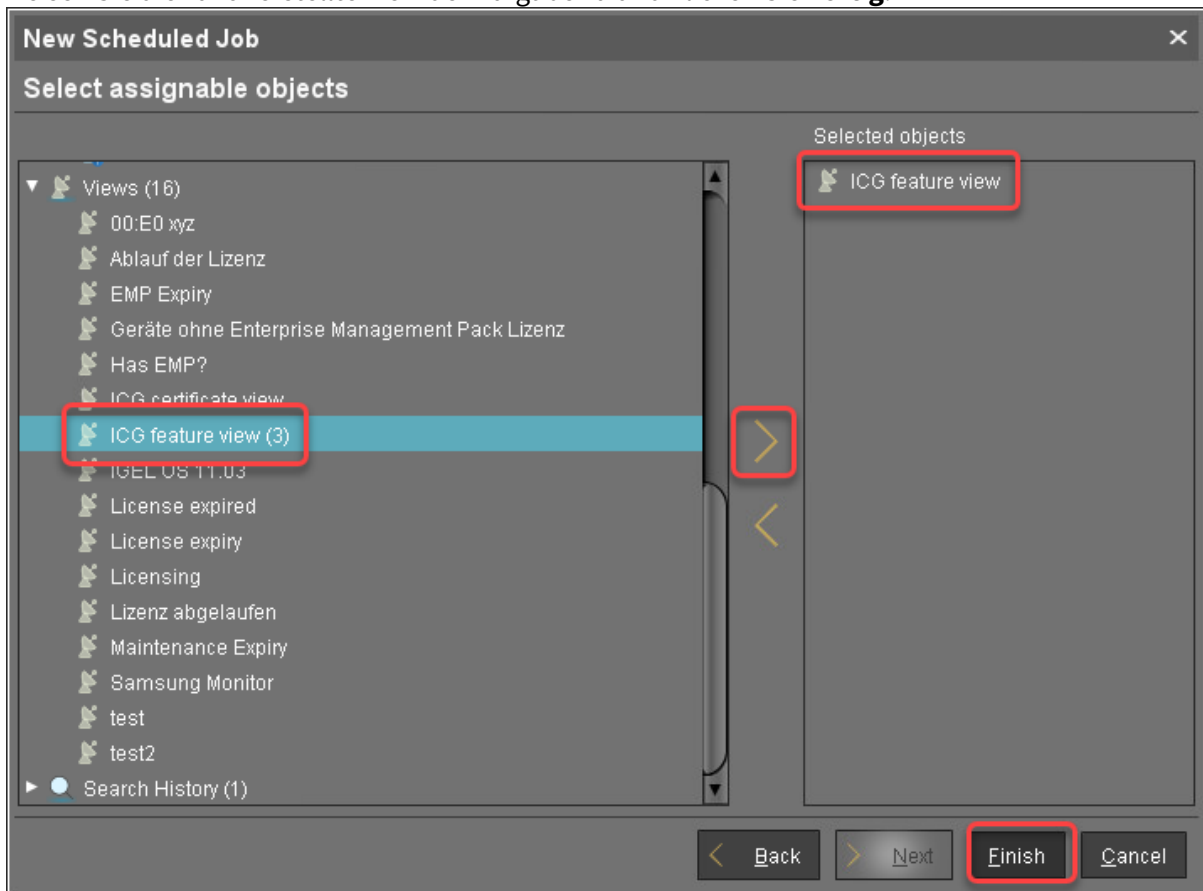 New Scheduled Job
Select assignable objects
Selected objects
Views (16)
00:E0 xyz
Ablauf der Lizenz
EMP Expiry
Geräte ohne Enterprise Management Pack Lizenz
Has EMP?
ICG certificate view
ICG feature view (3)
IGEL OS 11.03
License expired
License expiry
Licensing
Lizenz abgelaufen
Maintenance Expiry
Samsung Monitor
test
test2
Search History (1)
ICG feature view
Back Next Finish Cancel